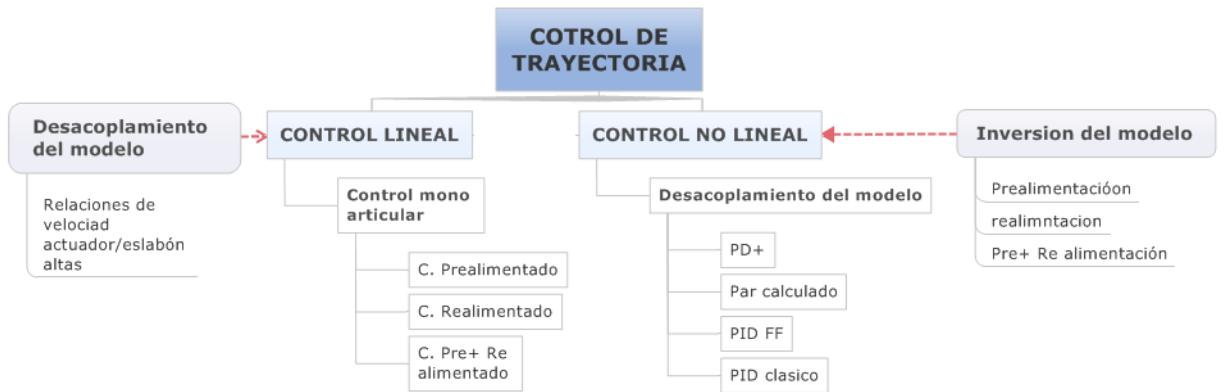 COTROL DE
TRAYECTORIA
Desacoplamiento
del modelo
CONTROL LINEAL
CONTROL NO LINEAL
Inversion del modelo
Relaciones de
velociad
actuador/eslabón
altas
Control mono
articular
C. Prealimentado
C. Realimentado
C. Pre+ Re
alimentado
Desacoplamiento del modelo
PD+
Par calculado
PID FF
PID clasico
Prealimentacióon
realimntacion
Pre+ Re alimentación